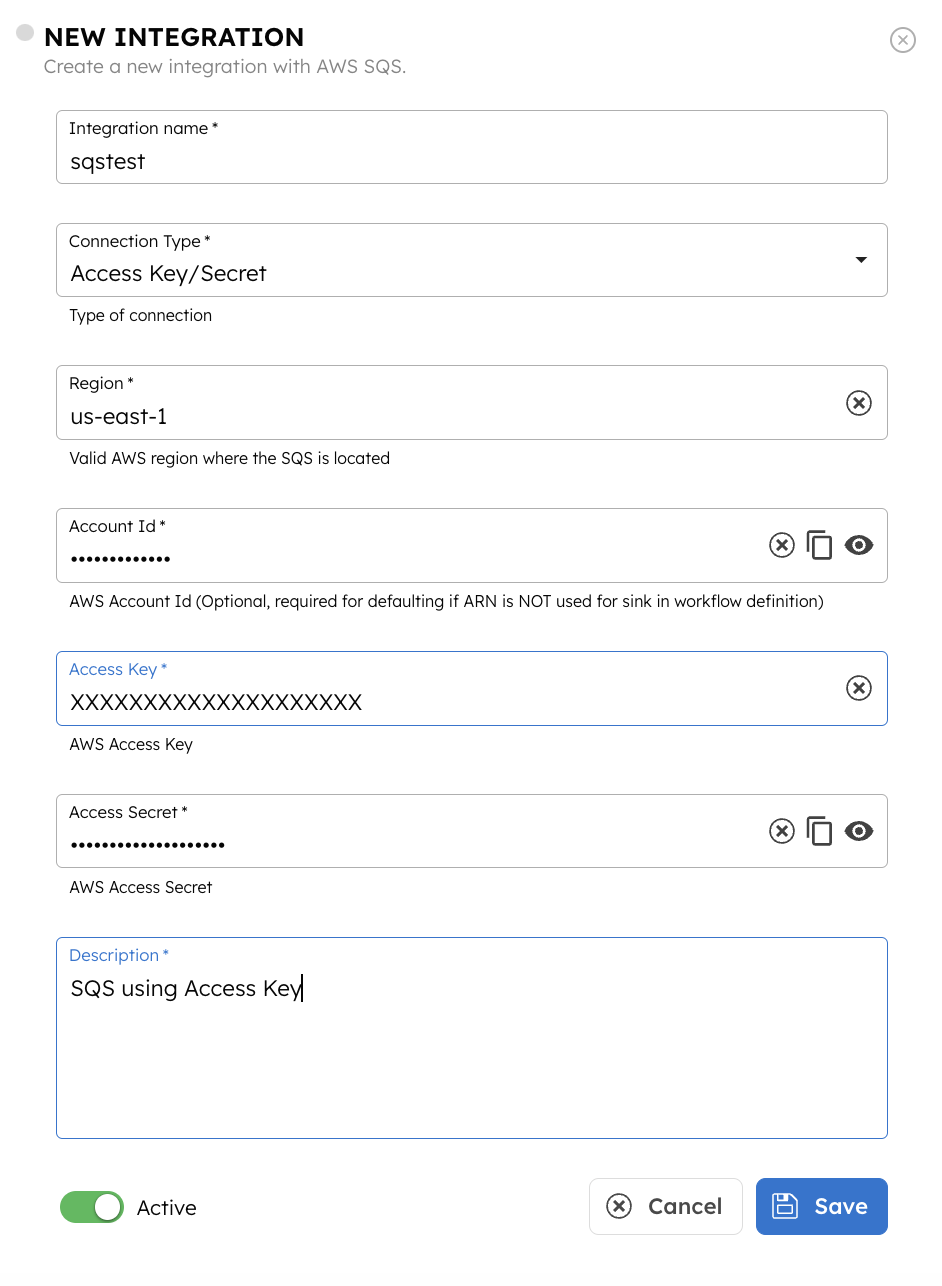 NEW INTEGRATION
Create a new integration with AWS SQS.
Integration name *
sqstest
Connection Type *
Access Key/Secret
Type of connection
Region *
us-east-1
Valid AWS region where the SQS is located
Account Id *
•••••••••••••
AWS Account Id (Optional, required for defaulting if ARN is NOT used for sink in workflow definition)
Access Key *
XXXXXXXXXXXXXXXXXXXX
AWS Access Key
Access Secret *
••••••••••••••••••••
AWS Access Secret
Description *
SQS using Access Key
Active
Cancel
Save